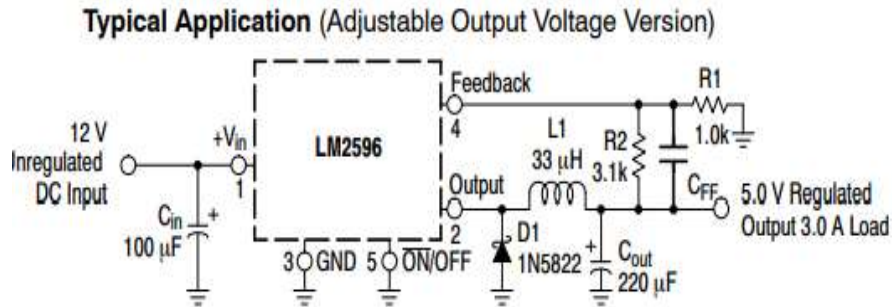 Typical Application (Adjustable Output Voltage Version)
12 V
Inregulated
DC Input
+Vin
1
Cin
+
100 µF
LM2596
3
GND
5
ON/OFF
Feedback
4
Output
2
L1
33 µH
D1
1N5822
+
Cout
220 µF
R2
3.1k
CFF
R1
1.0k
5.0 V Regulated
Output 3.0 A Load